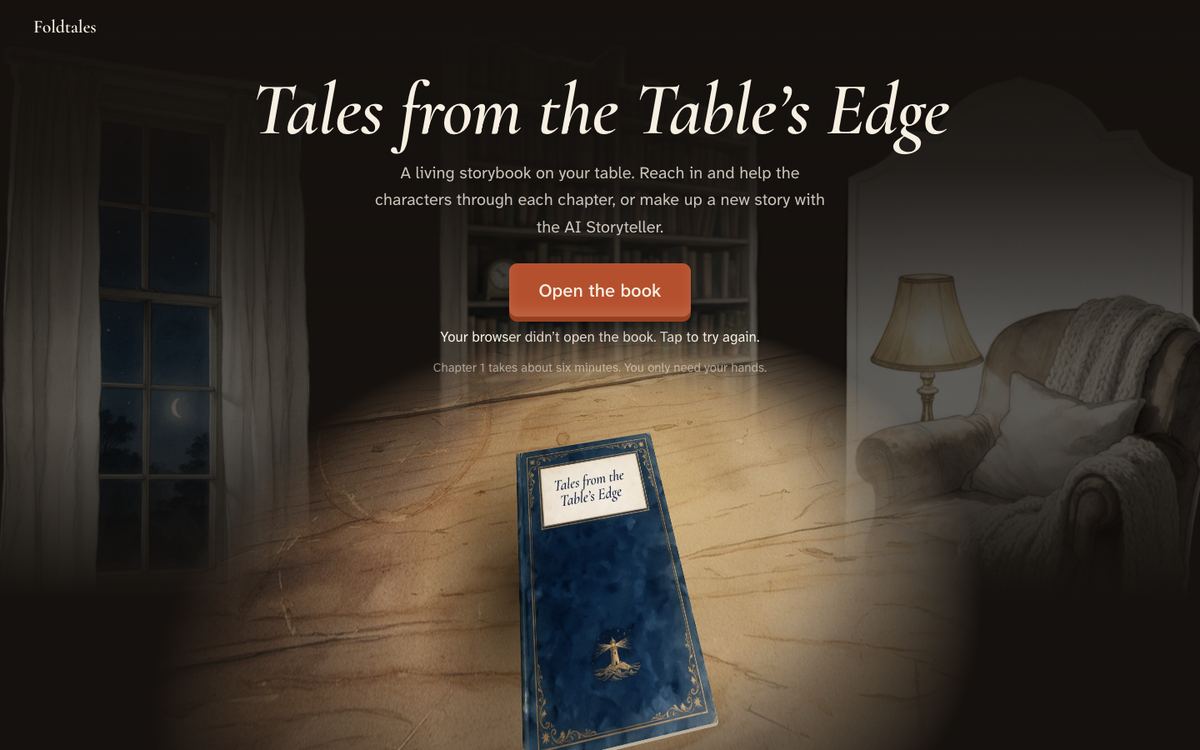 Foldtales
Tales from the Table’s Edge
A living storybook on your table. Reach in and help the
characters through each chapter, or make up a new story with
the AI Storyteller.
Open the book
Your browser didn’t open the book. Tap to try again.
Chapter 1 takes about six minutes. You only need your hands.
Tales from the
Table’s Edge